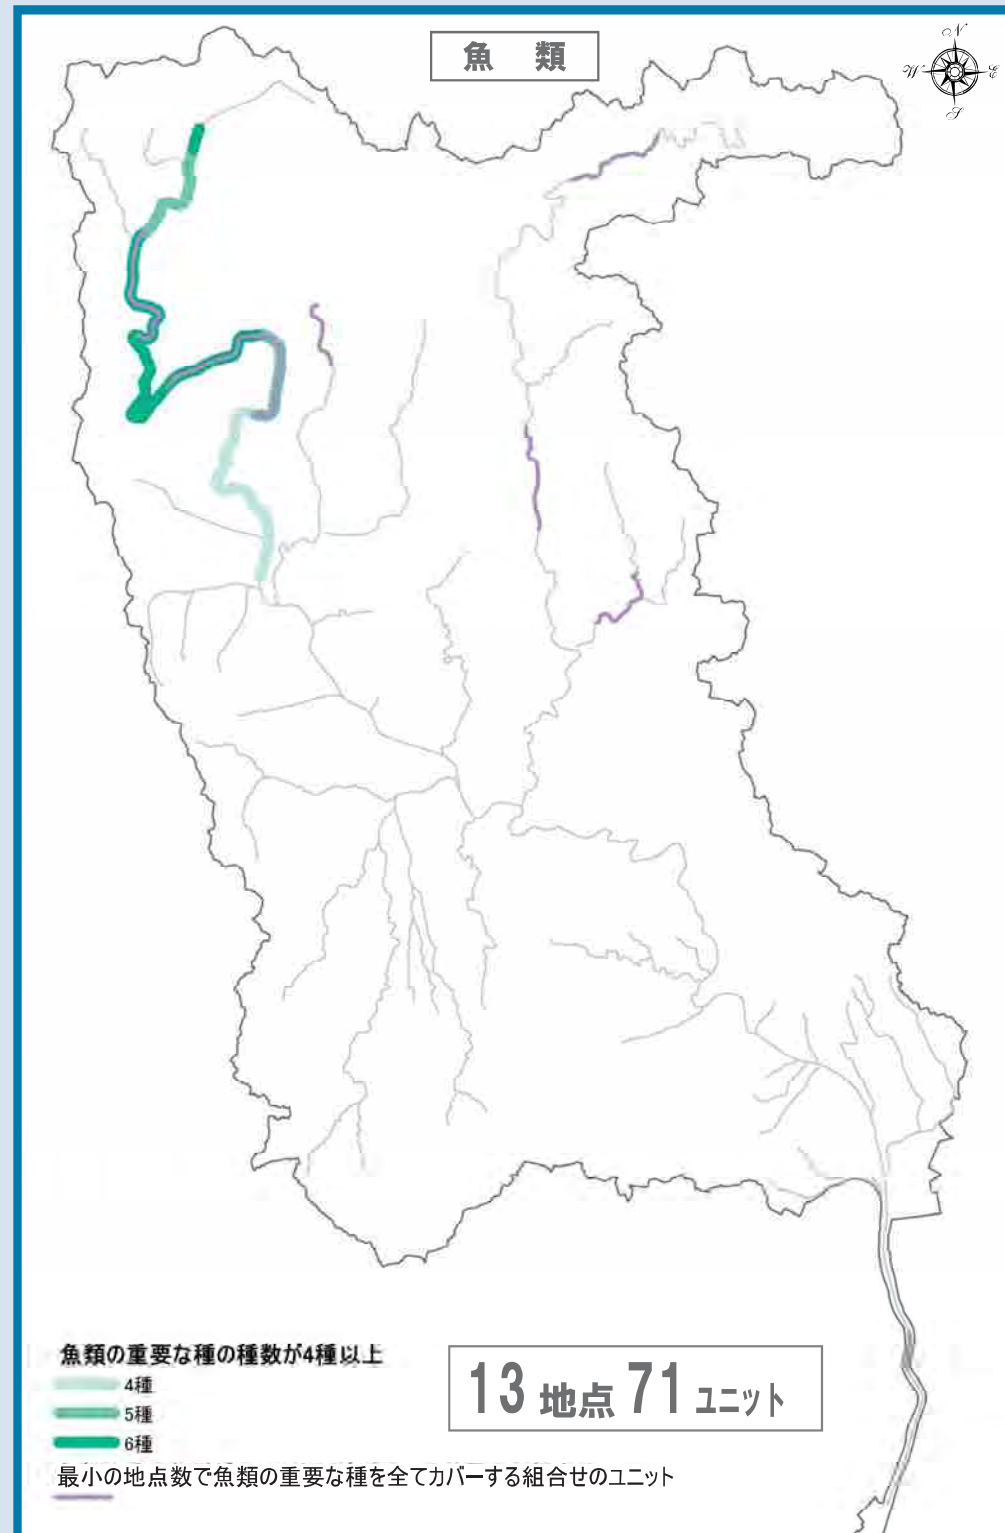 魚 類
N
W E
S
魚類の重要な種の種数が4種以上
4種
5種
6種
13 地点 71 ユニット
最小の地点数で魚類の重要な種を全てカバーする組合せのユニット